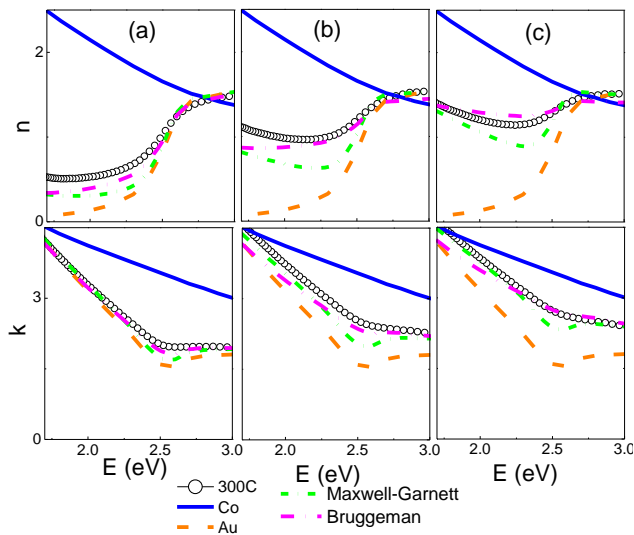 (a) (b) (c)
2
n
1
0
3
k
0
2.0 2.5 3.0 2.0 2.5 3.0 2.0 2.5 3.0
E (eV) E (eV) E (eV)
300C
Co
Au
Maxwell-Garnett
Bruggeman